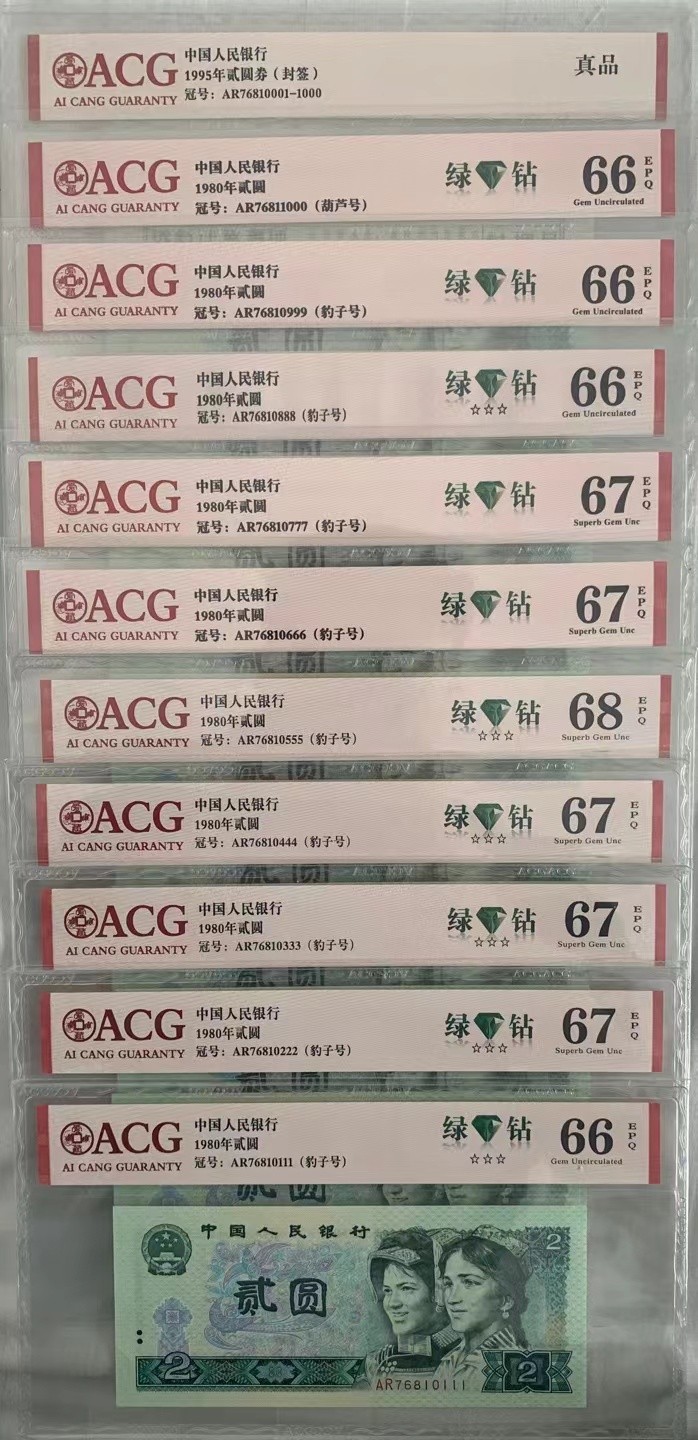 ACG
AI CANG GUARANTY
中国人民银行
1995年贰圆券（封签）
冠号：AR76810001-1000
真品
ACG
AI CANG GUARANTY
中国人民银行
1980年贰圆
冠号：AR76811000（葫芦号）
绿 钻
66 EPQ
Gem Uncirculated
ACG
AI CANG GUARANTY
中国人民银行
1980年贰圆
冠号：AR76810999（豹子号）
绿 钻
66 EPQ
Gem Uncirculated
ACG
AI CANG GUARANTY
中国人民银行
1980年贰圆
冠号：AR76810888（豹子号）
绿 钻
☆☆☆
66 EPQ
Gem Uncirculated
ACG
AI CANG GUARANTY
中国人民银行
1980年贰圆
冠号：AR76810777（豹子号）
绿 钻
67 EPQ
Superb Gem Unc
ACG
AI CANG GUARANTY
中国人民银行
1980年贰圆
冠号：AR76810666（豹子号）
绿 钻
67 EPQ
Superb Gem Unc
ACG
AI CANG GUARANTY
中国人民银行
1980年贰圆
冠号：AR76810555（豹子号）
绿 钻
☆☆☆
68 EPQ
Superb Gem Unc
ACG
AI CANG GUARANTY
中国人民银行
1980年贰圆
冠号：AR76810444（豹子号）
绿 钻
☆☆☆
67 EPQ
Superb Gem Unc
ACG
AI CANG GUARANTY
中国人民银行
1980年贰圆
冠号：AR76810333（豹子号）
绿 钻
☆☆☆
67 EPQ
Superb Gem Unc
ACG
AI CANG GUARANTY
中国人民银行
1980年贰圆
冠号：AR76810222（豹子号）
绿 钻
☆☆☆
67 EPQ
Superb Gem Unc
ACG
AI CANG GUARANTY
中国人民银行
1980年贰圆
冠号：AR76810111（豹子号）
绿 钻
☆☆☆
66 EPQ
Gem Uncirculated
贰圆
中国人民银行
2
贰圆
2
AR76810111
2